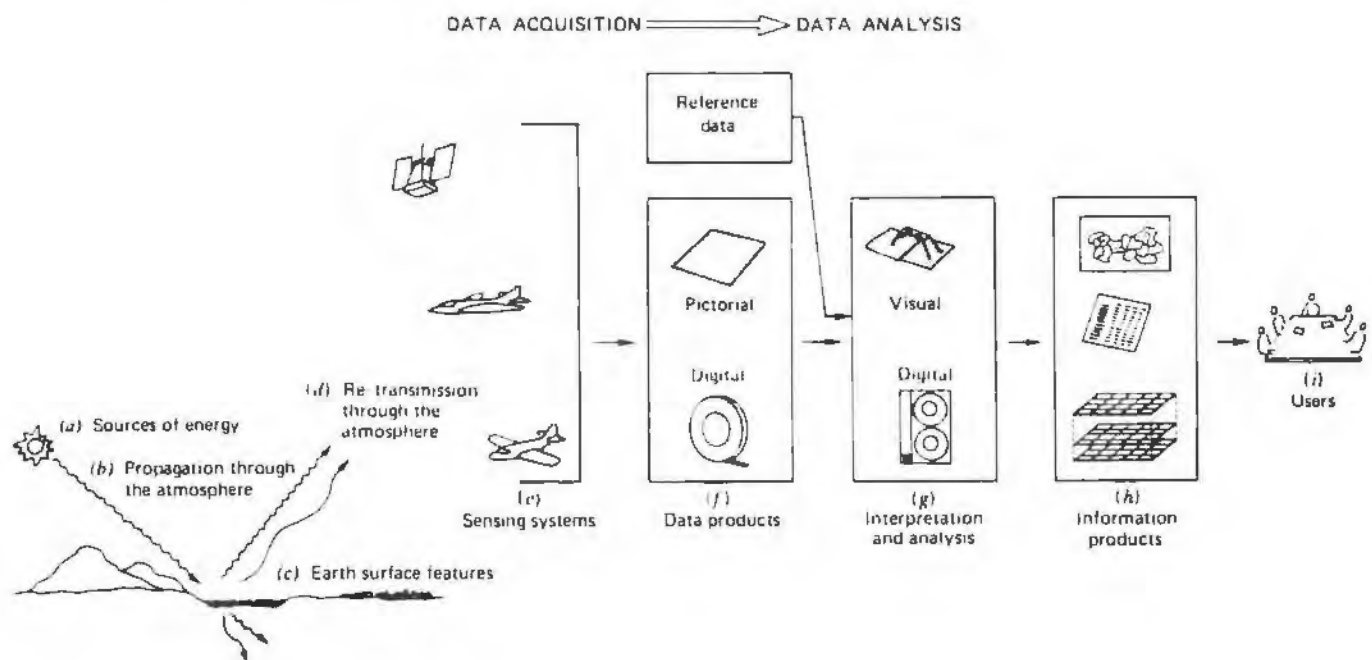 DATA ACQUISITION DATA ANALYSIS
Reference
data
Pictorial
Digital
Visual
Digital
(a) Sources of energy
(b) Propagation through
the atmosphere
(c) Earth surface features
(d) Re-transmission
through the
atmosphere
(e)
Sensing systems
(f)
Data products
(g)
Interpretation
and analysis
(h)
Information
products
(i)
Users